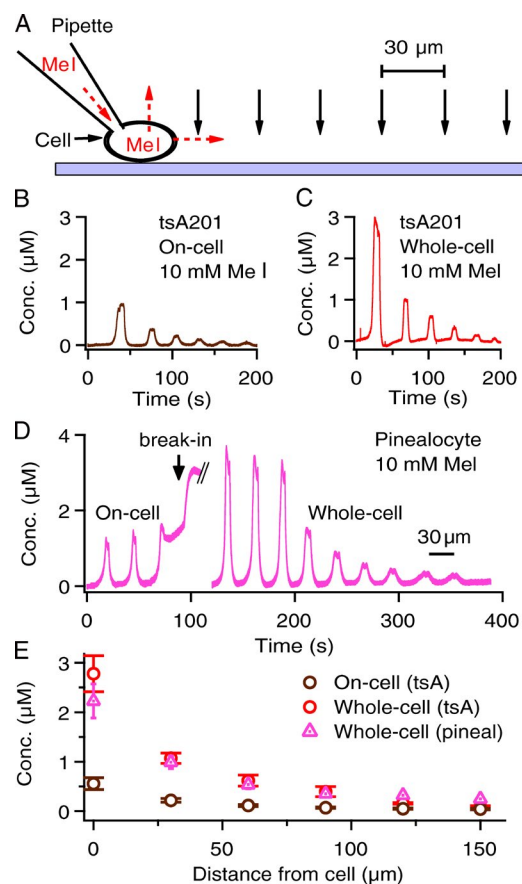 A
Pipette
MeI
30 µm
Cell
MeI
B
tsA201
On-cell
10 mM Me I
Conc. (µM)
3
2
1
0
0 100 200
Time (s)
C
tsA201
Whole-cell
10 mM MeI
Conc. (µM)
3
2
1
0
0 100 200
Time (s)
D
break-in
Pinealocyte
10 mM MeI
On-cell
Whole-cell
30 µm
Conc. (µM)
4
2
0
0 100 200 300 400
Time (s)
E
On-cell (tsA)
Whole-cell (tsA)
Whole-cell (pineal)
Conc. (µM)
3
2
1
0
0 50 100 150
Distance from cell (µm)